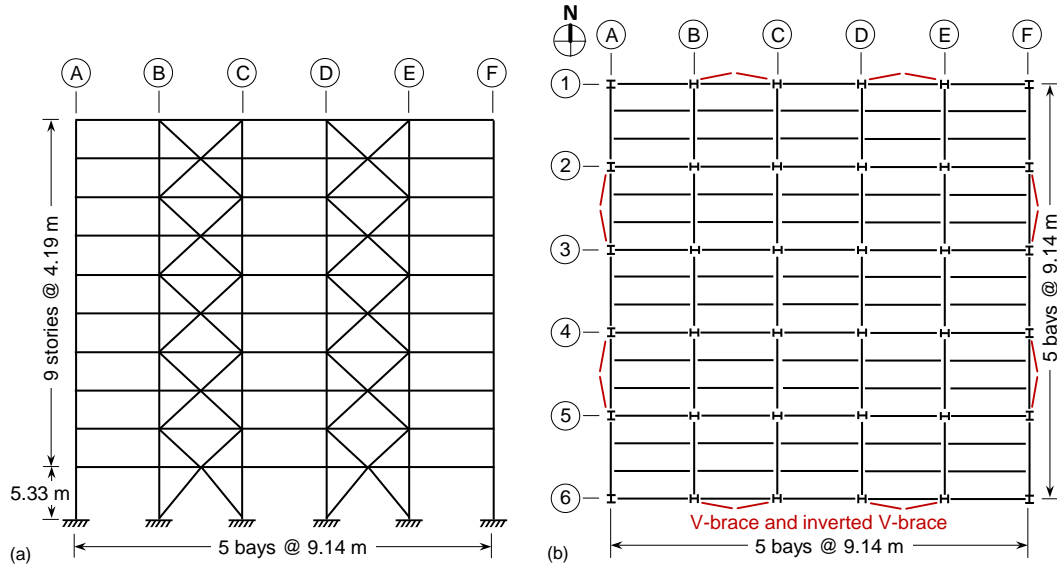 A B C D E F
9 stories @ 4.19 m
5.33 m
5 bays @ 9.14 m
(a)
N
A B C D E F
1
2
3
4
5
6
5 bays @ 9.14 m
V-brace and inverted V-brace
5 bays @ 9.14 m
(b)